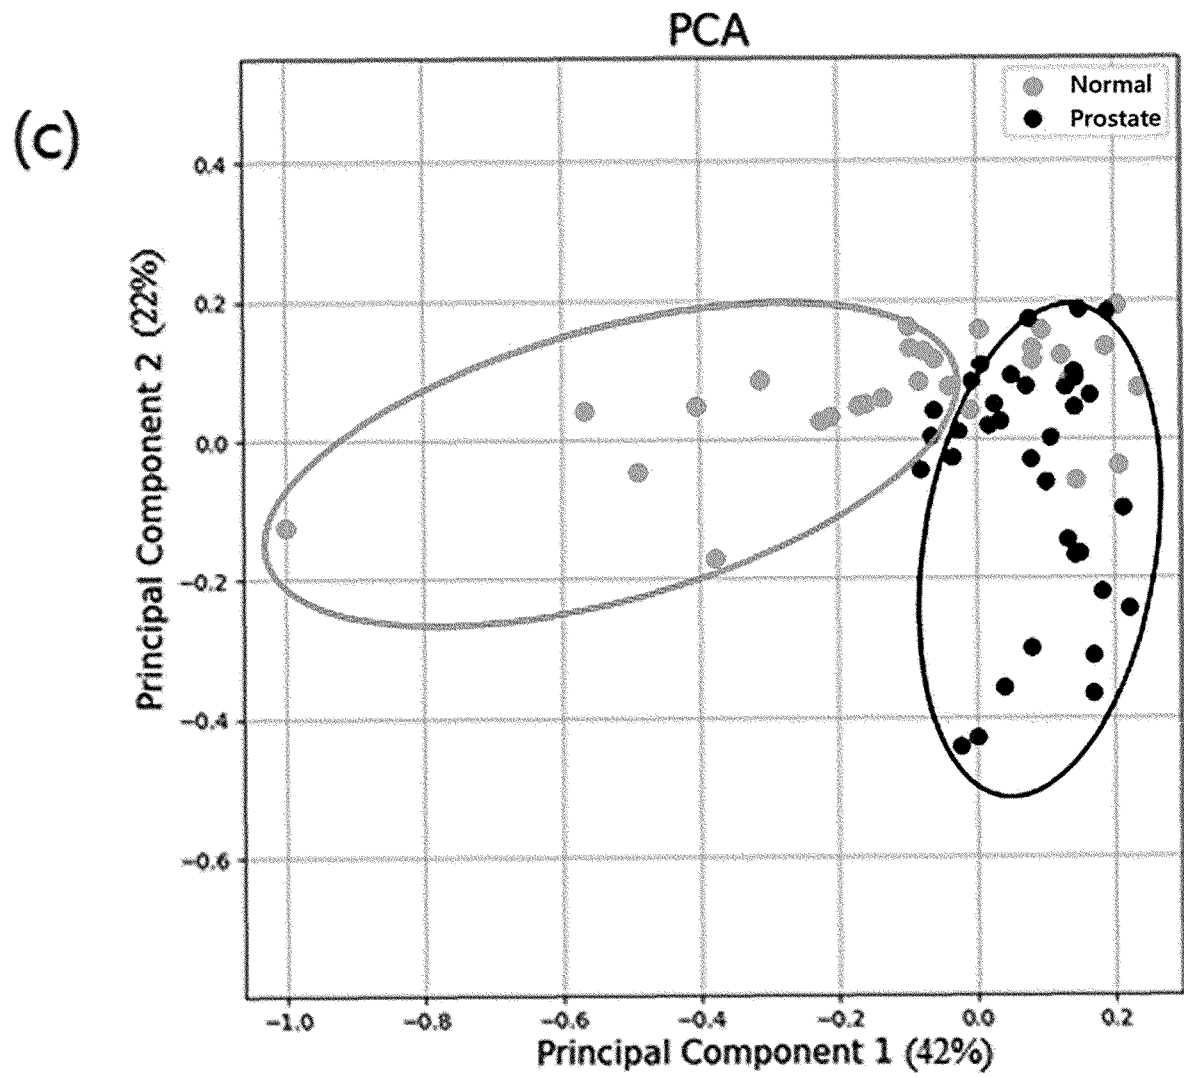 PCA
(c)
Normal
Prostate
0.4
0.2
0.0
−0.2
−0.4
−0.6
Principal Component 2 (22%)
−1.0 −0.8 −0.6 −0.4 −0.2 0.0 0.2
Principal Component 1 (42%)